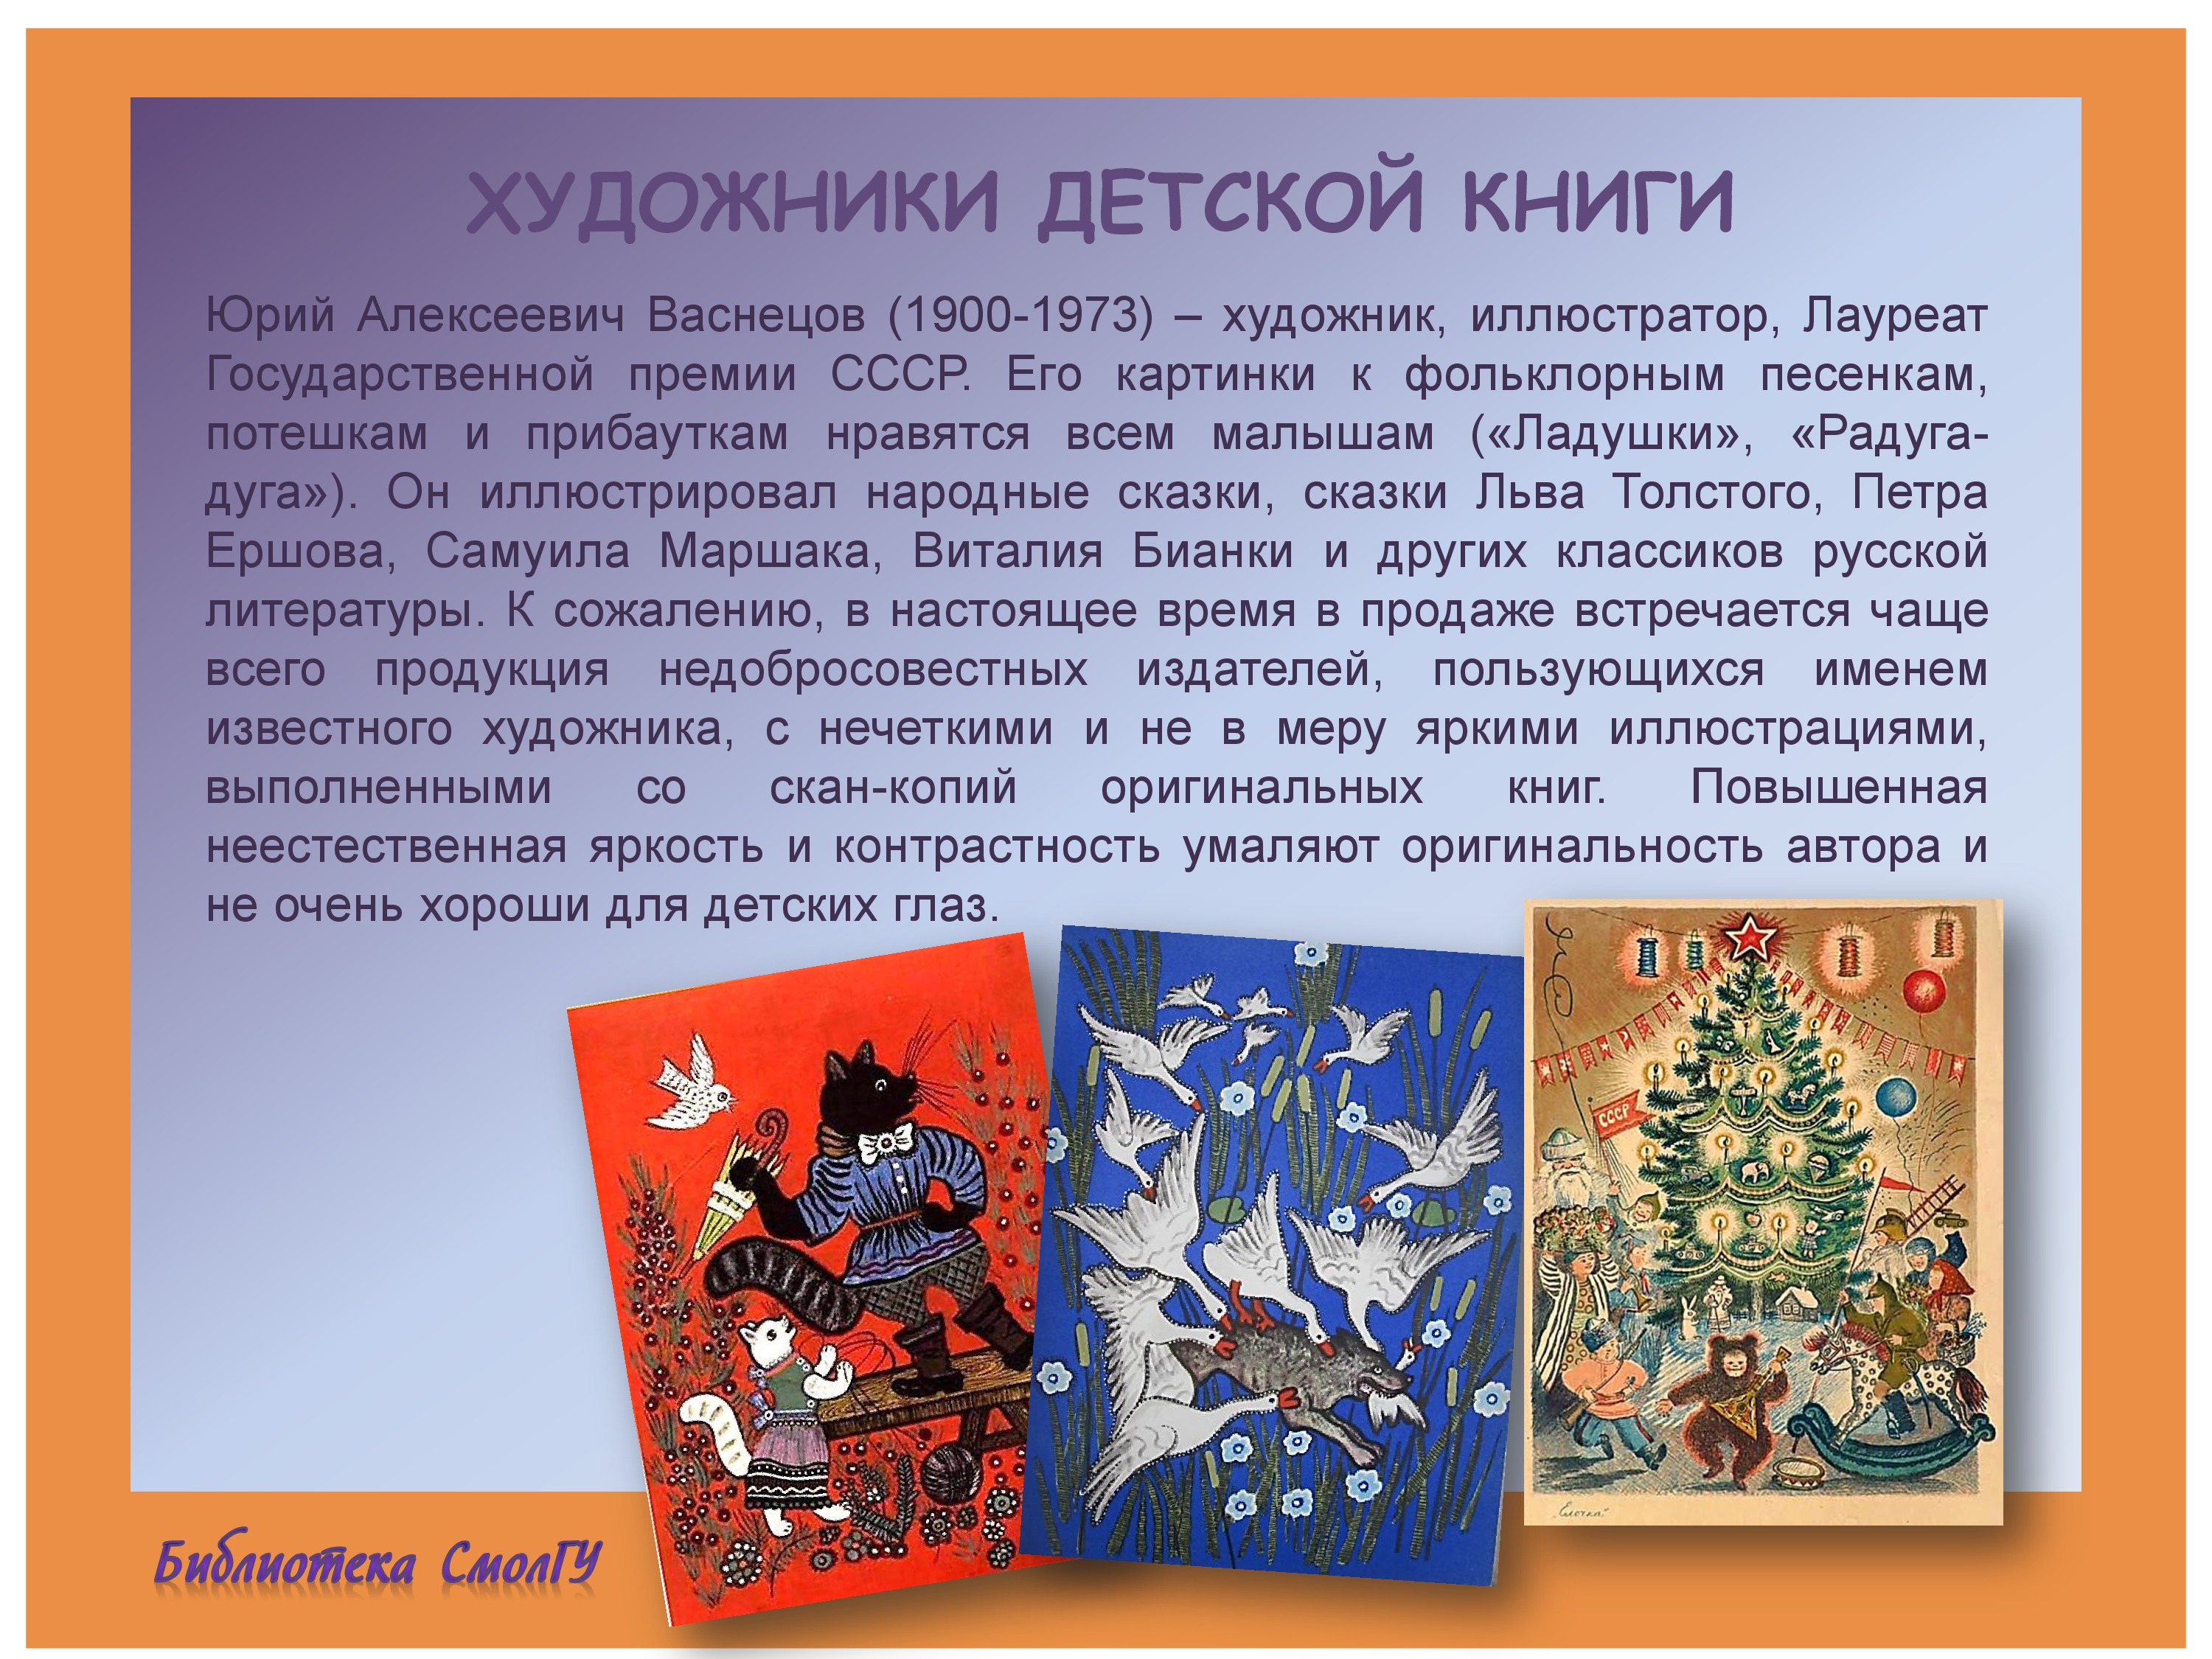 ХУДОЖНИКИ ДЕТСКОЙ КНИГИ
Юрий Алексеевич Васнецов (1900-1973) – художник, иллюстратор, Лауреат
Государственной премии СССР. Его картинки к фольклорным песенкам,
потешкам и прибауткам нравятся всем малышам («Ладушки», «Радуга-
дуга»). Он иллюстрировал народные сказки, сказки Льва Толстого, Петра
Ершова, Самуила Маршака, Виталия Бианки и других классиков русской
литературы. К сожалению, в настоящее время в продаже встречается чаще
всего продукция недобросовестных издателей, пользующихся именем
известного художника, с нечеткими и не в меру яркими иллюстрациями,
выполненными со скан-копий оригинальных книг. Повышенная
неестественная яркость и контрастность умаляют оригинальность автора и
не очень хороши для детских глаз.
СССР
„Елочка"
Библиотека СмолГУ